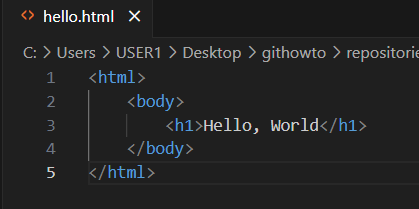 <> hello.html ×
C: > Users > USER1 > Desktop > githowto > repositorie
1 <html>
2     <body>
3         <h1>Hello, World</h1>
4     </body>
5 </html>